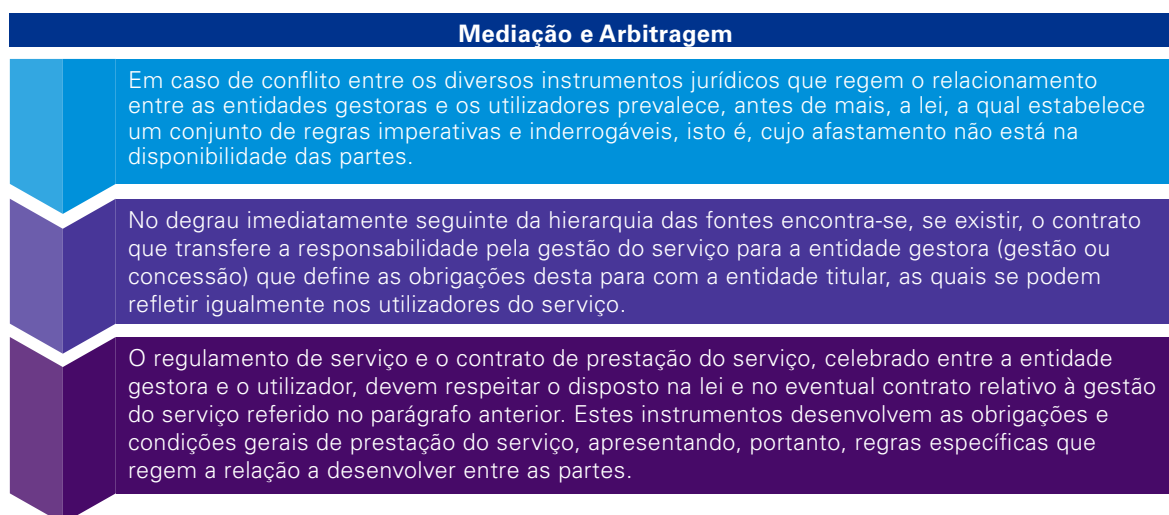 Mediação e Arbitragem
Em caso de conflito entre os diversos instrumentos jurídicos que regem o relacionamento
entre as entidades gestoras e os utilizadores prevalece, antes de mais, a lei, a qual estabelece
um conjunto de regras imperativas e inderrogáveis, isto é, cujo afastamento não está na
disponibilidade das partes.
No degrau imediatamente seguinte da hierarquia das fontes encontra-se, se existir, o contrato
que transfere a responsabilidade pela gestão do serviço para a entidade gestora (gestão ou
concessão) que define as obrigações desta para com a entidade titular, as quais se podem
refletir igualmente nos utilizadores do serviço.
O regulamento de serviço e o contrato de prestação do serviço, celebrado entre a entidade
gestora e o utilizador, devem respeitar o disposto na lei e no eventual contrato relativo à gestão
do serviço referido no parágrafo anterior. Estes instrumentos desenvolvem as obrigações e
condições gerais de prestação do serviço, apresentando, portanto, regras específicas que
regem a relação a desenvolver entre as partes.